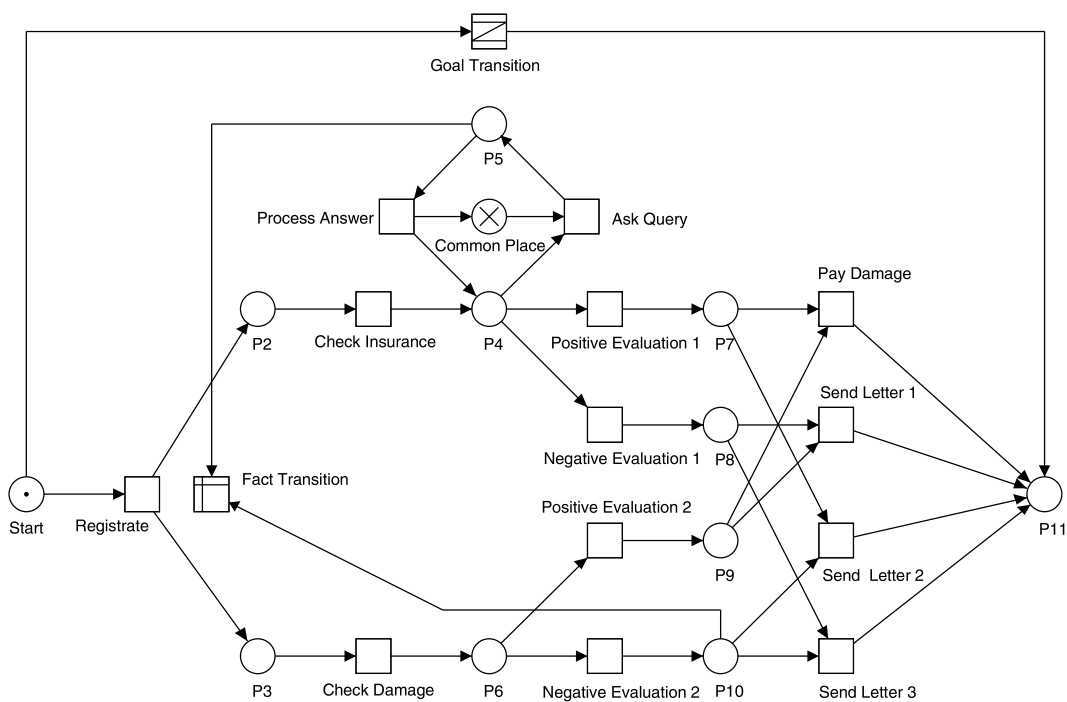 Goal Transition
P5
Process Answer
Ask Query
Common Place
Pay Damage
P2
Check Insurance
P4
Positive Evaluation 1
P7
Send Letter 1
Negative Evaluation 1
P8
Fact Transition
Start
Registrate
Positive Evaluation 2
P11
P9
Send Letter 2
P3
Check Damage
P6
Negative Evaluation 2
P10
Send Letter 3